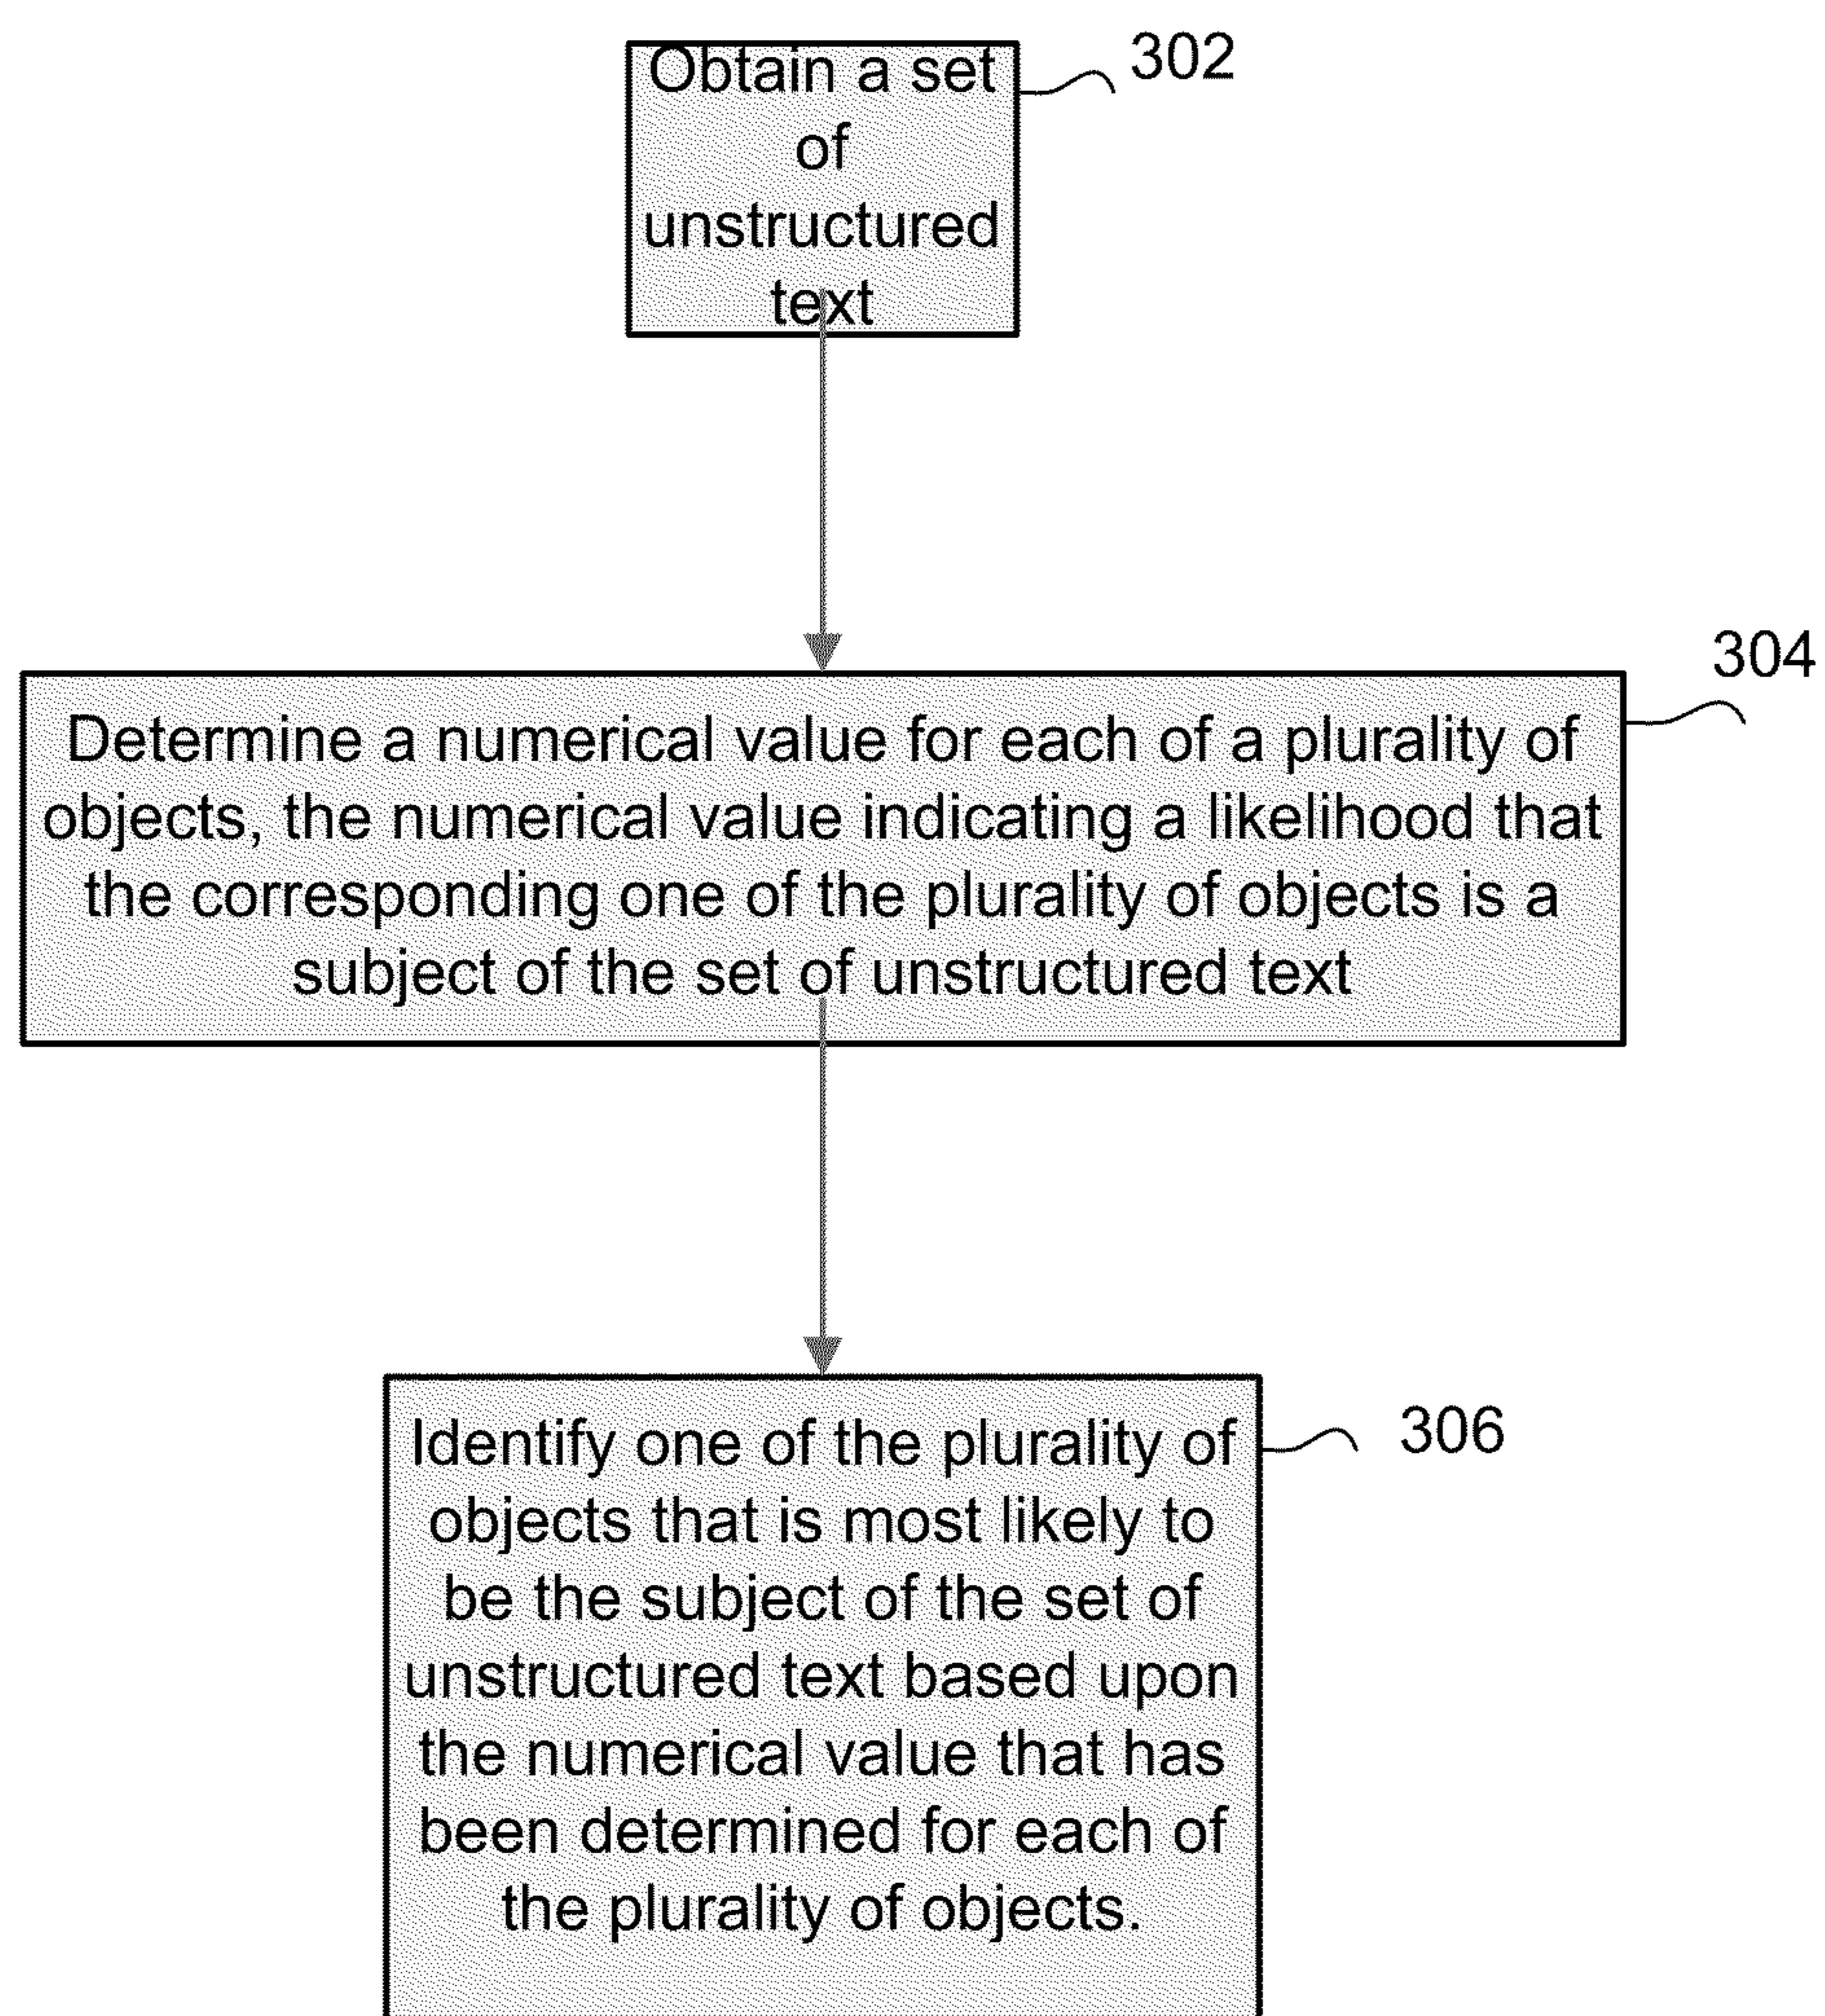 Obtain a set
of
unstructured
text
302
Determine a numerical value for each of a plurality of
objects, the numerical value indicating a likelihood that
the corresponding one of the plurality of objects is a
subject of the set of unstructured text
304
Identify one of the plurality of
objects that is most likely to
be the subject of the set of
unstructured text based upon
the numerical value that has
been determined for each of
the plurality of objects.
306